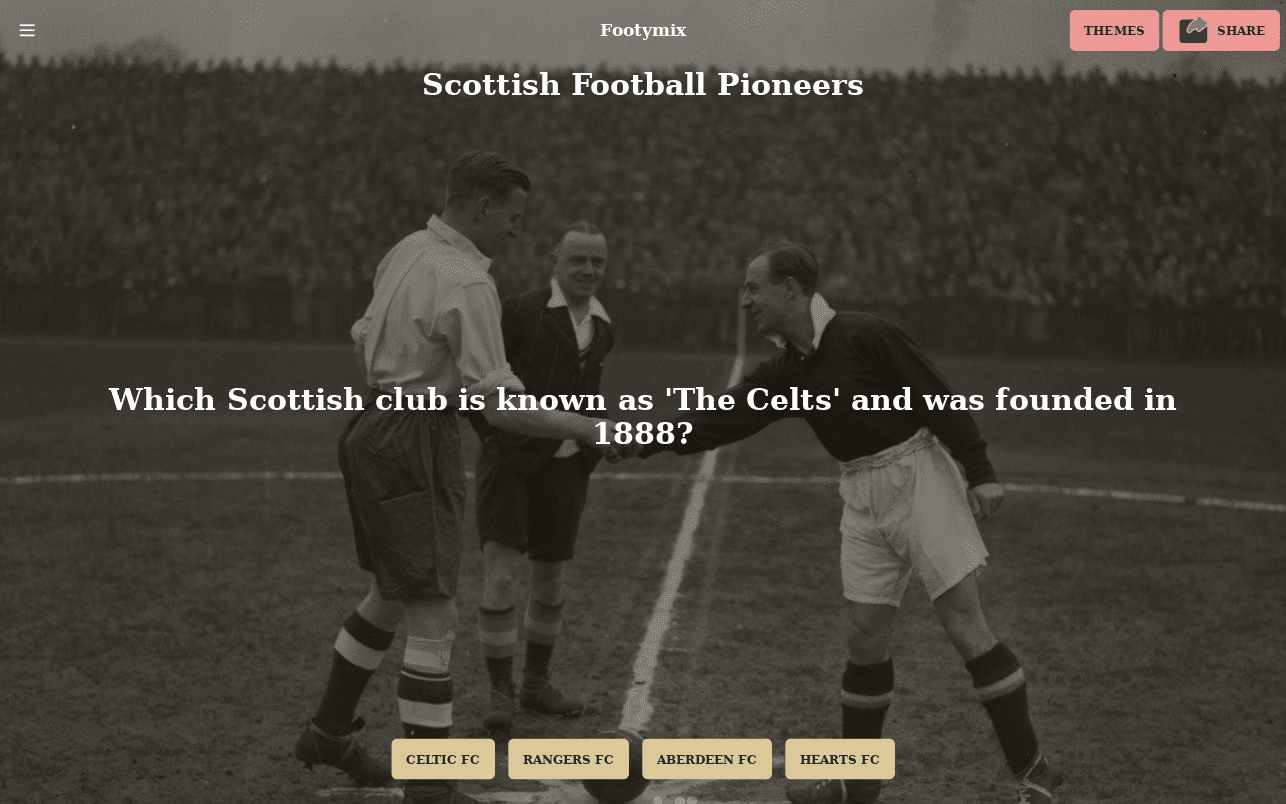 Footymix
THEMES
SHARE
Scottish Football Pioneers
Which Scottish club is known as 'The Celts' and was founded in
1888?
CELTIC FC
RANGERS FC
ABERDEEN FC
HEARTS FC